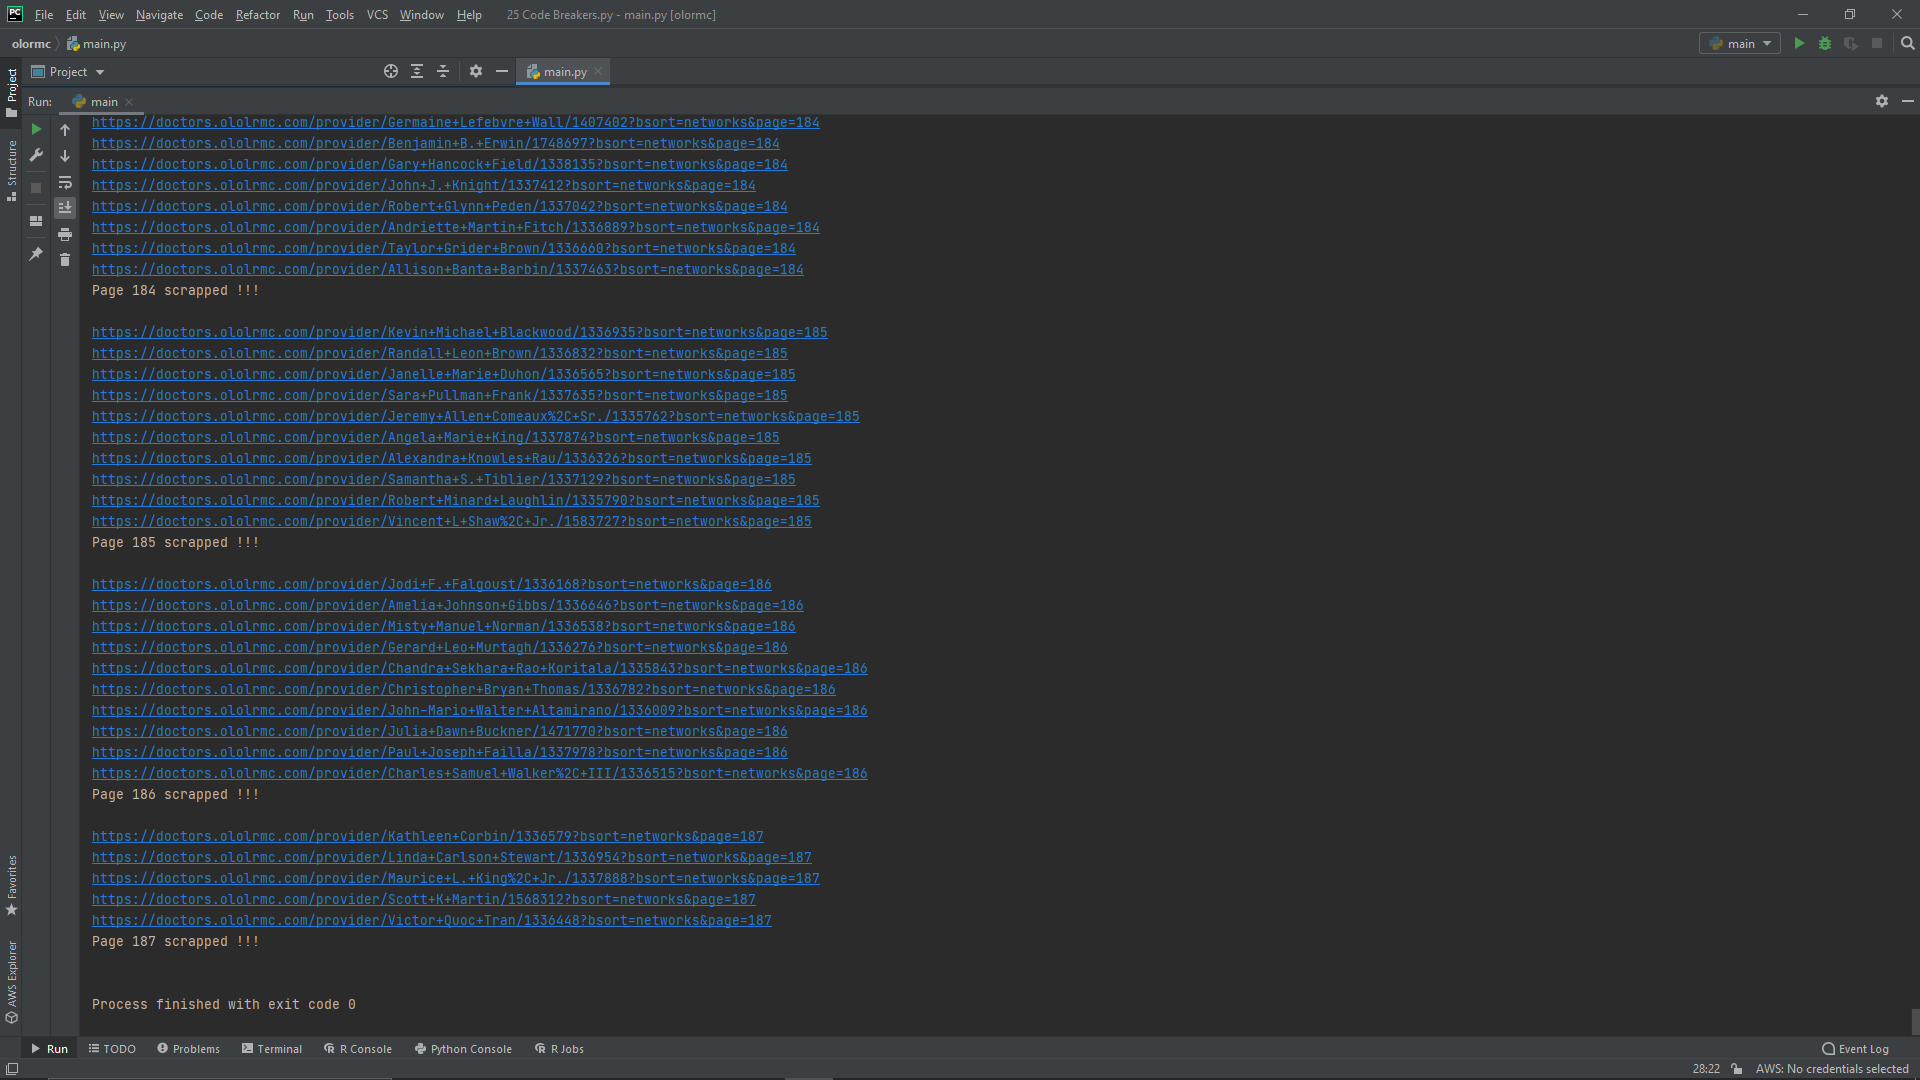 PC File Edit View Navigate Code Refactor Run Tools VCS Window Help 25 Code Breakers.py - main.py [olormc]
olormc main.py main
Project main.py
Run: main
Project
Structure
Favorites
AWS Explorer
https://doctors.ololrmc.com/provider/Germaine+Lefebvre+Wall/1407402?bsort=networks&page=184
https://doctors.ololrmc.com/provider/Benjamin+B.+Erwin/1748697?bsort=networks&page=184
https://doctors.ololrmc.com/provider/Gary+Hancock+Field/1338135?bsort=networks&page=184
https://doctors.ololrmc.com/provider/John+J.+Knight/1337412?bsort=networks&page=184
https://doctors.ololrmc.com/provider/Robert+Glynn+Peden/1337042?bsort=networks&page=184
https://doctors.ololrmc.com/provider/Andriette+Martin+Fitch/1336889?bsort=networks&page=184
https://doctors.ololrmc.com/provider/Taylor+Grider+Brown/1336660?bsort=networks&page=184
https://doctors.ololrmc.com/provider/Allison+Banta+Barbin/1337463?bsort=networks&page=184
Page 184 scrapped !!!
https://doctors.ololrmc.com/provider/Kevin+Michael+Blackwood/1336935?bsort=networks&page=185
https://doctors.ololrmc.com/provider/Randall+Leon+Brown/1336832?bsort=networks&page=185
https://doctors.ololrmc.com/provider/Janelle+Marie+Duhon/1336565?bsort=networks&page=185
https://doctors.ololrmc.com/provider/Sara+Pullman+Frank/1337635?bsort=networks&page=185
https://doctors.ololrmc.com/provider/Jeremy+Allen+Comeaux%2C+Sr./1335762?bsort=networks&page=185
https://doctors.ololrmc.com/provider/Angela+Marie+King/1337874?bsort=networks&page=185
https://doctors.ololrmc.com/provider/Alexandra+Knowles+Rau/1336326?bsort=networks&page=185
https://doctors.ololrmc.com/provider/Samantha+S.+Tiblier/1337129?bsort=networks&page=185
https://doctors.ololrmc.com/provider/Robert+Minard+Laughlin/1335790?bsort=networks&page=185
https://doctors.ololrmc.com/provider/Vincent+L+Shaw%2C+Jr./1583727?bsort=networks&page=185
Page 185 scrapped !!!
https://doctors.ololrmc.com/provider/Jodi+F.+Falgoust/1336168?bsort=networks&page=186
https://doctors.ololrmc.com/provider/Amelia+Johnson+Gibbs/1336646?bsort=networks&page=186
https://doctors.ololrmc.com/provider/Misty+Manuel+Norman/1336538?bsort=networks&page=186
https://doctors.ololrmc.com/provider/Gerard+Leo+Murtagh/1336276?bsort=networks&page=186
https://doctors.ololrmc.com/provider/Chandra+Sekhara+Rao+Koritala/1335843?bsort=networks&page=186
https://doctors.ololrmc.com/provider/Christopher+Bryan+Thomas/1336782?bsort=networks&page=186
https://doctors.ololrmc.com/provider/John-Mario+Walter+Altamirano/1336009?bsort=networks&page=186
https://doctors.ololrmc.com/provider/Julia+Dawn+Buckner/1471770?bsort=networks&page=186
https://doctors.ololrmc.com/provider/Paul+Joseph+Failla/1337978?bsort=networks&page=186
https://doctors.ololrmc.com/provider/Charles+Samuel+Walker%2C+III/1336515?bsort=networks&page=186
Page 186 scrapped !!!
https://doctors.ololrmc.com/provider/Kathleen+Corbin/1336579?bsort=networks&page=187
https://doctors.ololrmc.com/provider/Linda+Carlson+Stewart/1336954?bsort=networks&page=187
https://doctors.ololrmc.com/provider/Maurice+L.+King%2C+Jr./1337888?bsort=networks&page=187
https://doctors.ololrmc.com/provider/Scott+K+Martin/1568312?bsort=networks&page=187
https://doctors.ololrmc.com/provider/Victor+Quoc+Tran/1336448?bsort=networks&page=187
Page 187 scrapped !!!
Process finished with exit code 0
Run TODO Problems Terminal R Console Python Console R Jobs Event Log
28:22 AWS: No credentials selected